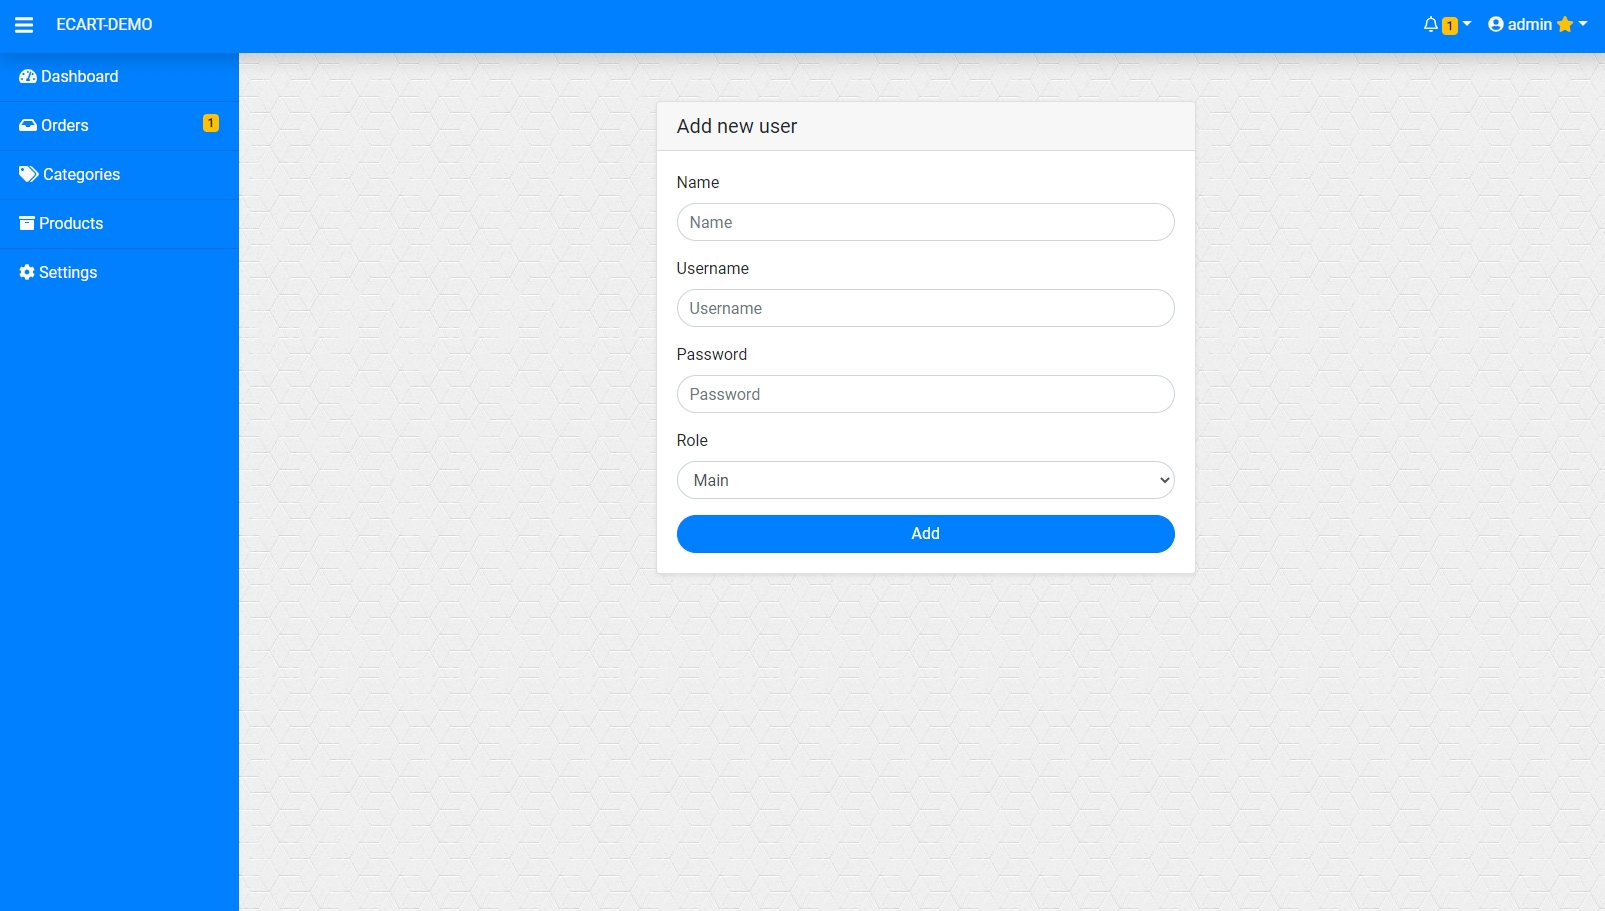 ECART-DEMO
1
admin
Dashboard
Orders 1
Categories
Products
Settings
Add new user
Name
Name
Username
Username
Password
Password
Role
Main
Add